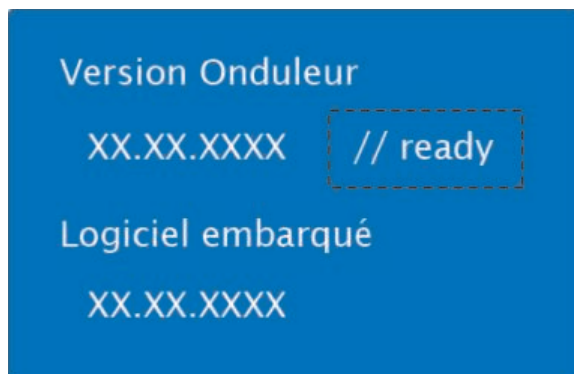 Version Onduleur
XX.XX.XXXX // ready
Logiciel embarqué
XX.XX.XXXX